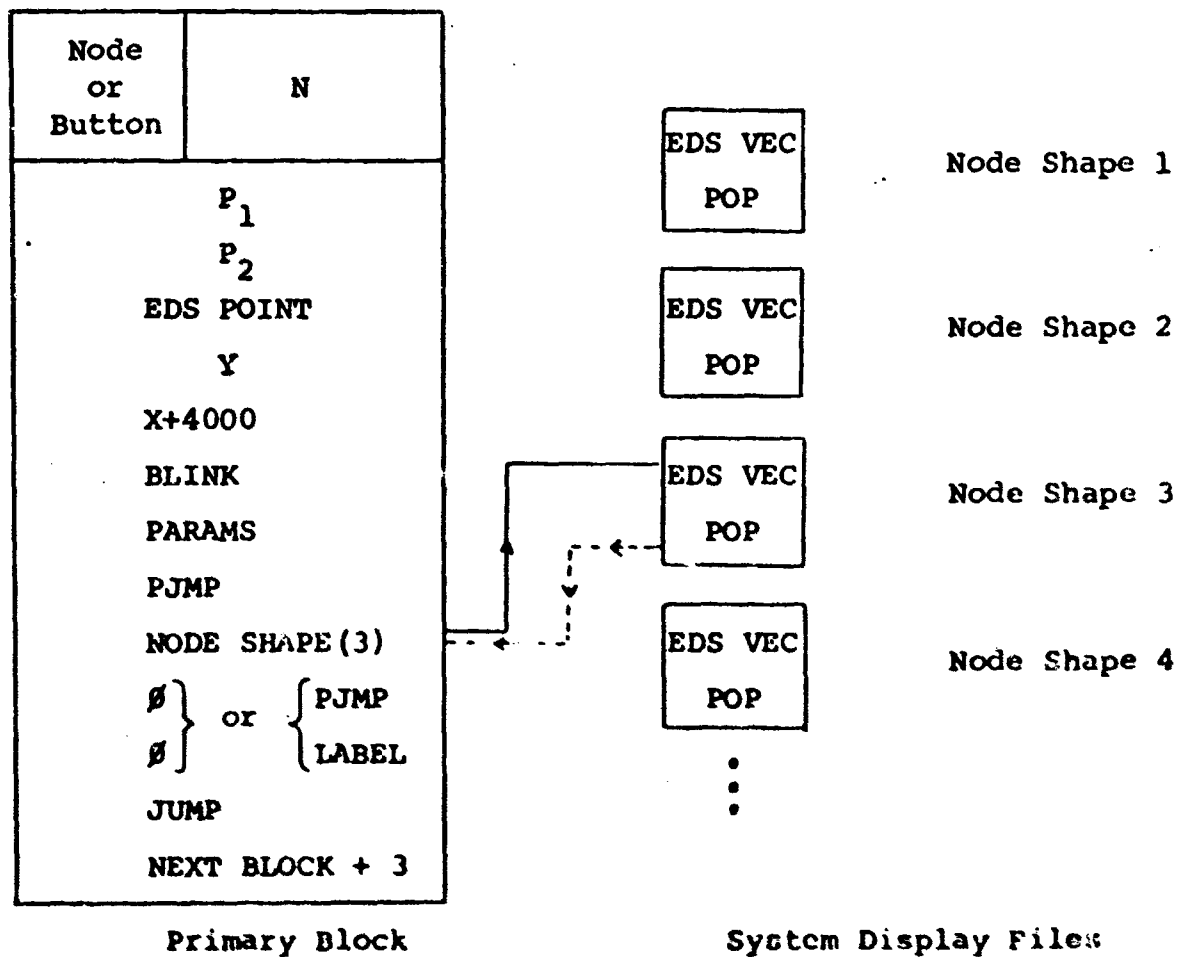 Node
or
Button
N
P1
P2
EDS POINT
Y
X+4000
BLINK
PARAMS
PJMP
NODE SHAPE(3)
Ø
Ø
or
PJMP
LABEL
JUMP
NEXT BLOCK + 3
Primary Block
EDS VEC
POP
Node Shape 1
EDS VEC
POP
Node Shape 2
EDS VEC
POP
Node Shape 3
EDS VEC
POP
Node Shape 4
System Display Files